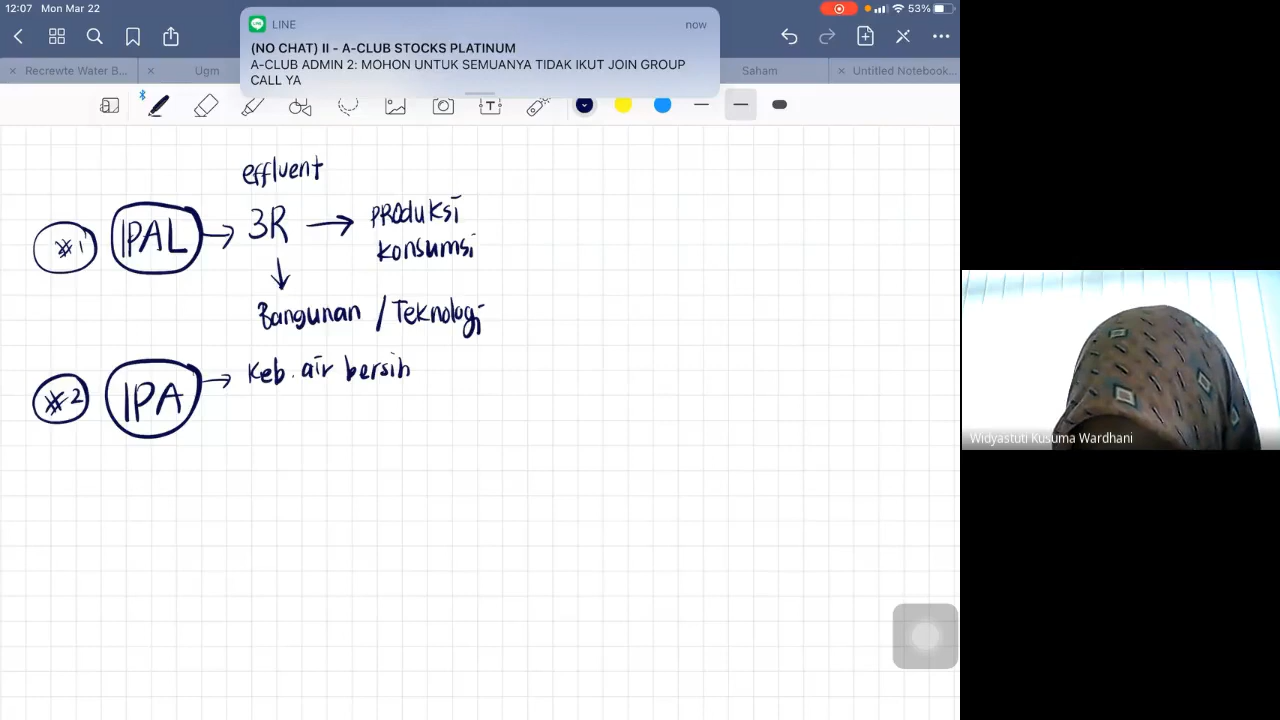 12:07 Mon Mar 22
53%
LINE
now
(NO CHAT) II - A-CLUB STOCKS PLATINUM
A-CLUB ADMIN 2: MOHON UNTUK SEMUANYA TIDAK IKUT JOIN GROUP
CALL YA
× Recrewte Water B...
× Ugm
Saham
× Untitled Notebook...
T
effluent
#1
IPAL → 3R → PRODUKSI
KONSUMSI
↓
Bangunan / Teknologi
#2
IPA → Keb. air bersih
Widyastuti Kusuma Wardhani